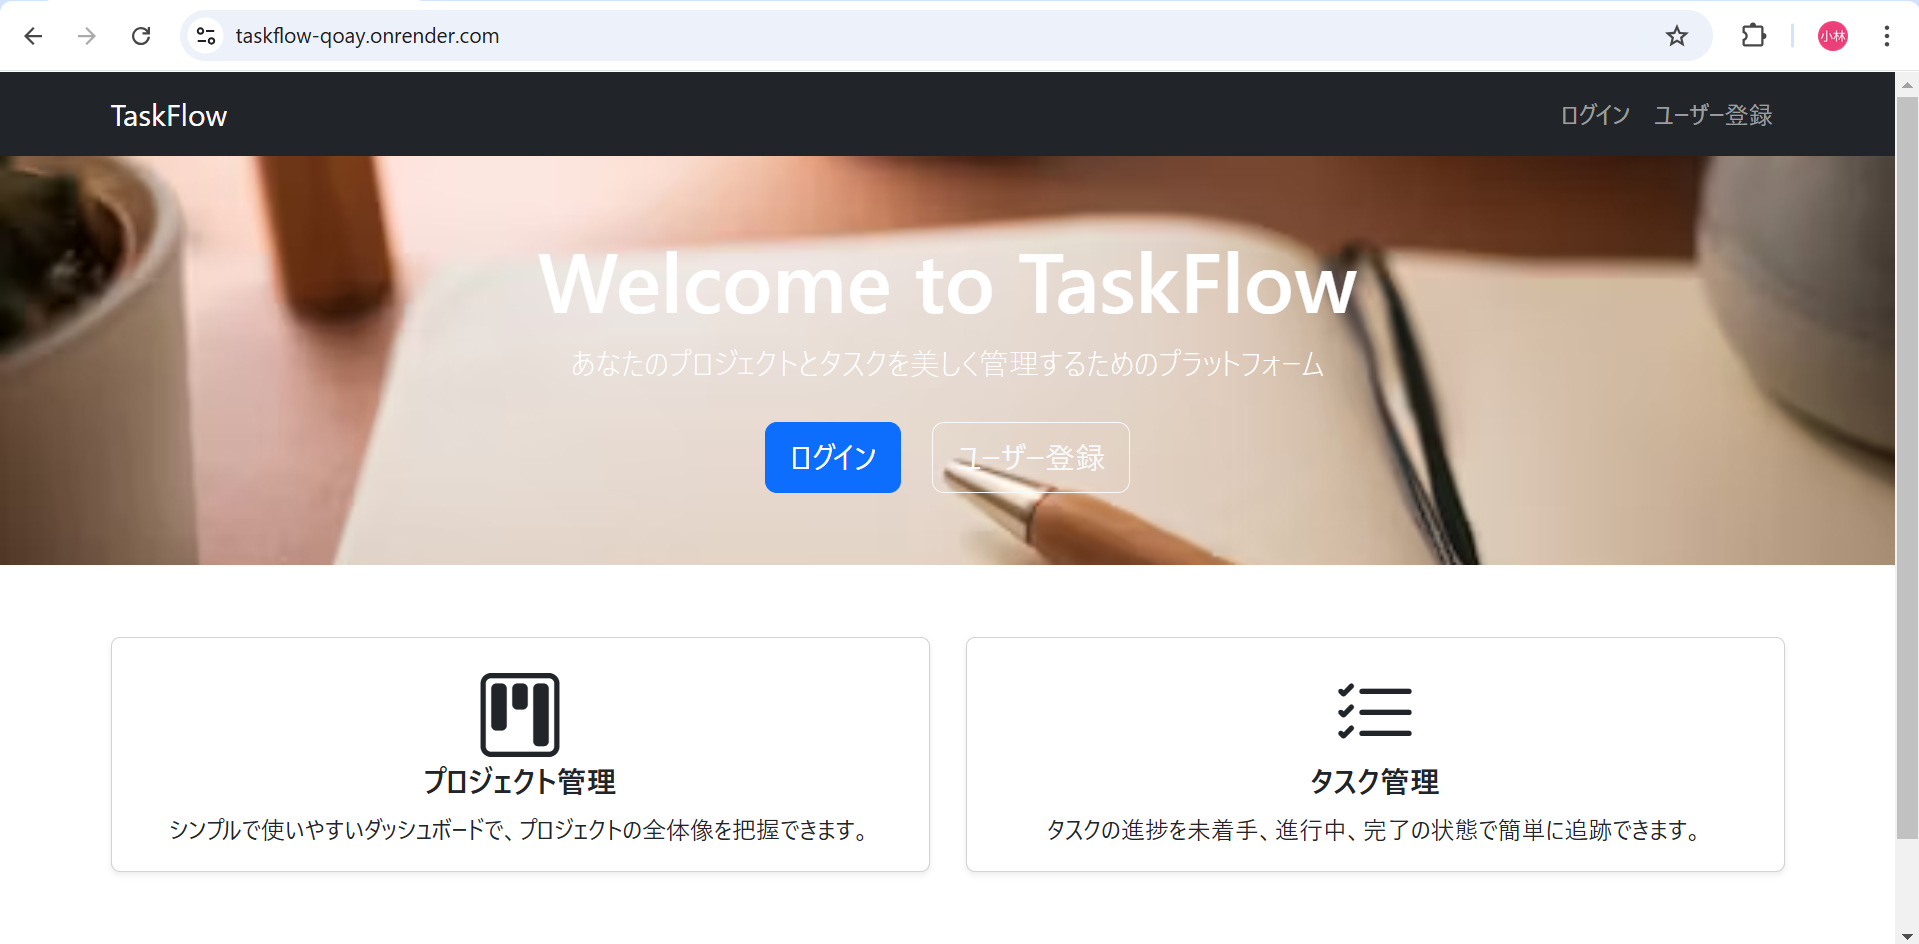 taskflow-qoay.onrender.com
小林
TaskFlow
ログイン ユーザー登録
Welcome to TaskFlow
あなたのプロジェクトとタスクを美しく管理するためのプラットフォーム
ログイン ユーザー登録
プロジェクト管理
シンプルで使いやすいダッシュボードで、プロジェクトの全体像を把握できます。
タスク管理
タスクの進捗を未着手、進行中、完了の状態で簡単に追跡できます。